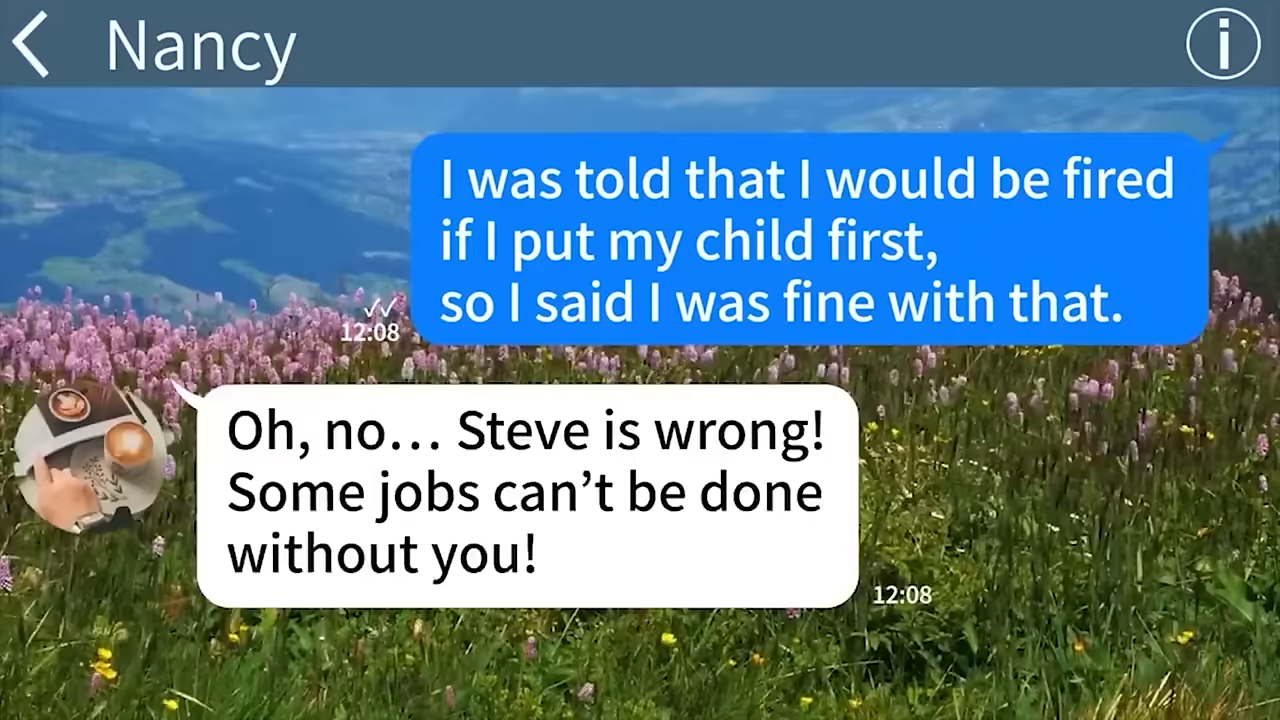 Nancy
I was told that I would be fired
if I put my child first,
so I said I was fine with that.
12:08
Oh, no… Steve is wrong!
Some jobs can’t be done
without you!
12:08